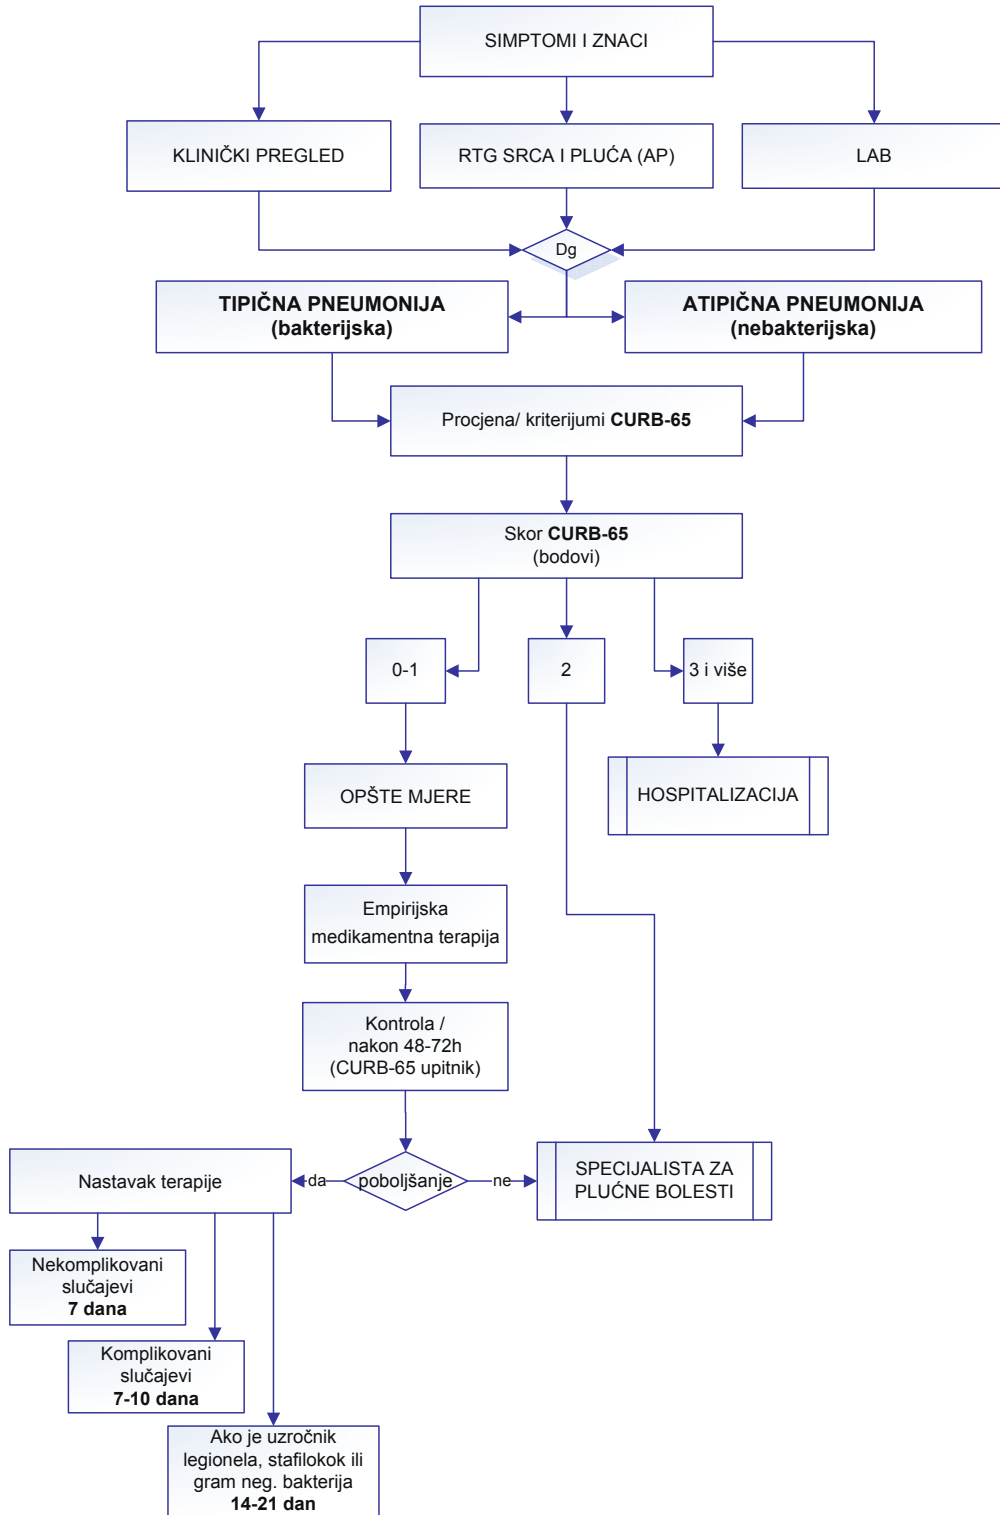 SIMPTOMI I ZNACI
KLINIČKI PREGLED
RTG SRCA I PLUĆA (AP)
LAB
Dg
TIPIČNA PNEUMONIJA
(bakterijska)
ATIPIČNA PNEUMONIJA
(nebakterijska)
Procjena/ kriterijumi CURB-65
Skor CURB-65
(bodovi)
0-1
2
3 i više
OPŠTE MJERE
HOSPITALIZACIJA
Empirijska
medikamentna terapija
Kontrola /
nakon 48-72h
(CURB-65 upitnik)
Nastavak terapije
da
poboljšanje
ne
SPECIJALISTA ZA
PLUĆNE BOLESTI
Nekomplikovani
slučajevi
7 dana
Komplikovani
slučajevi
7-10 dana
Ako je uzročnik
legionela, stafilokok ili
gram neg. bakterija
14-21 dan